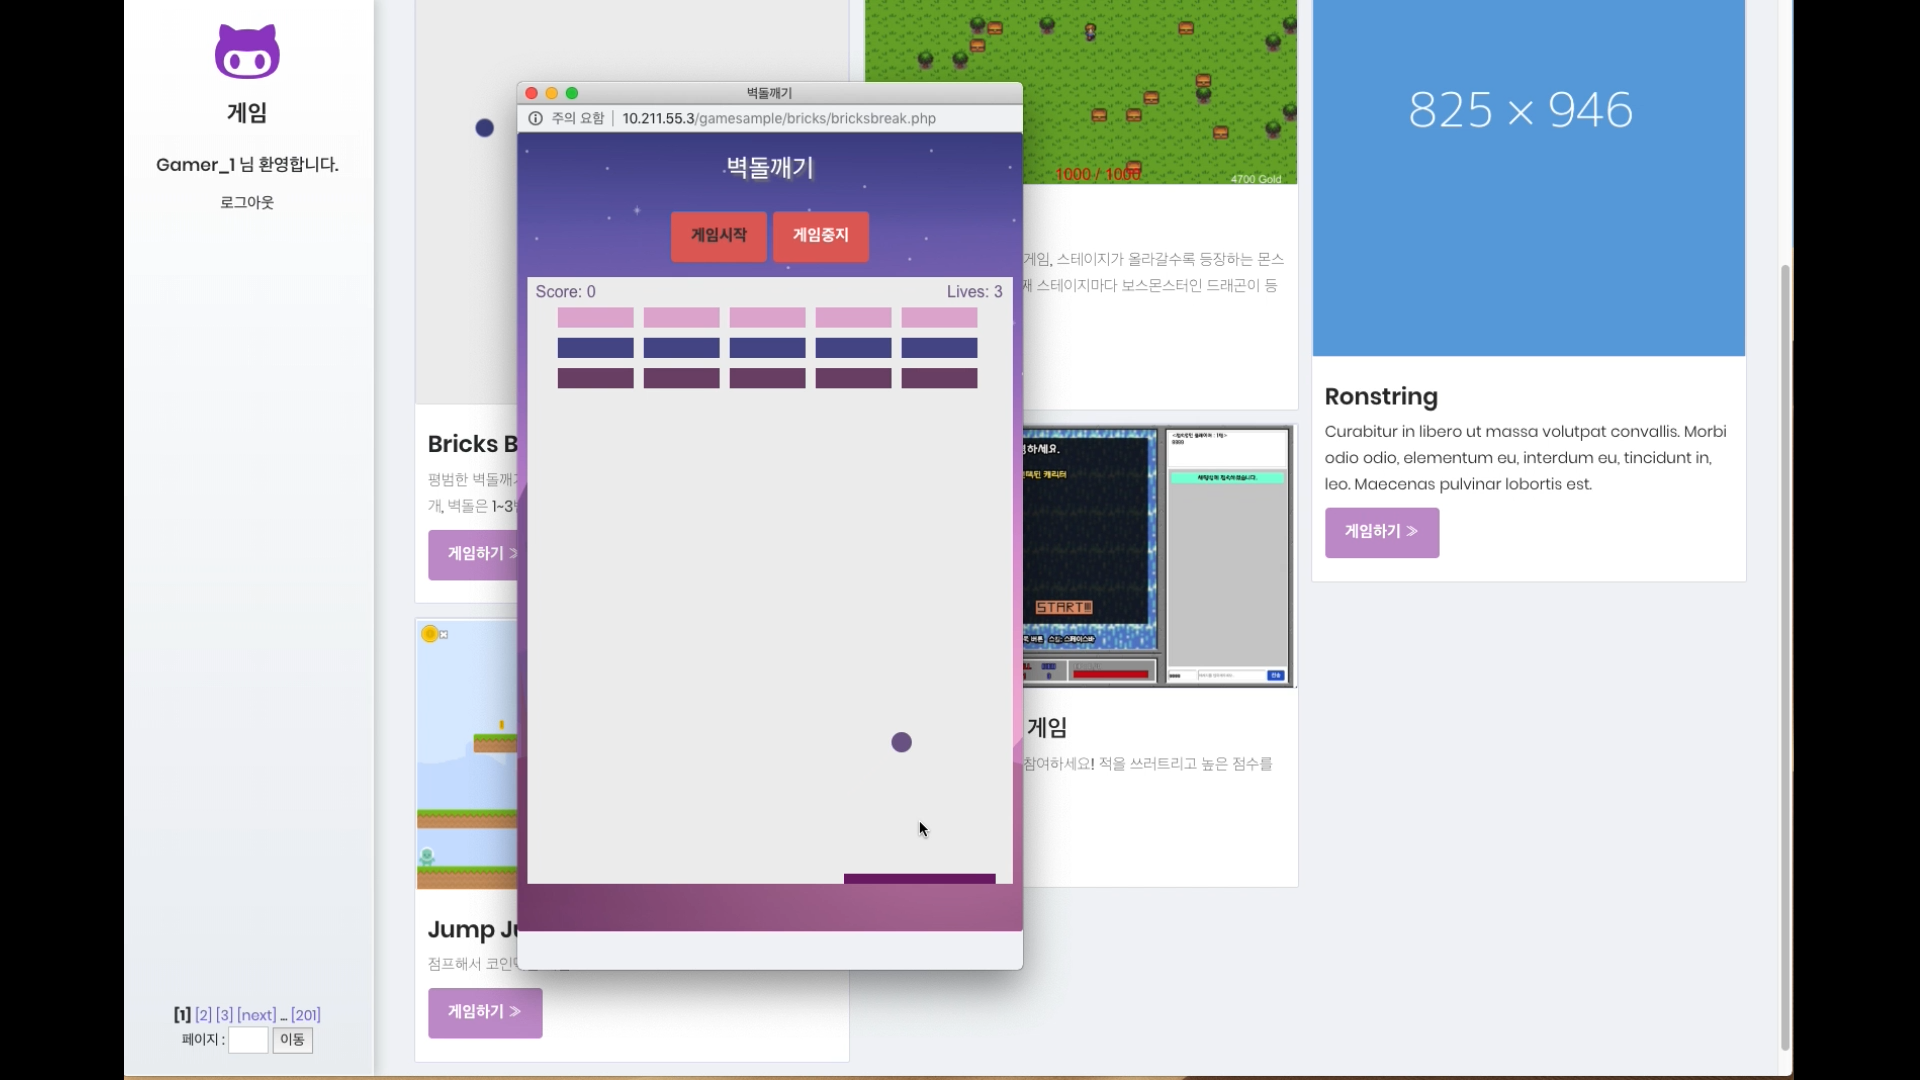 게임
Gamer_1 님 환영합니다.
로그아웃
[1] [2] [3] [next] ... [201]
페이지 :
이동
벽돌깨기
주의 요함
10.211.55.3/gamesample/bricks/bricksbreak.php
벽돌깨기
게임시작
게임중지
Score: 0
Lives: 3
Bricks B
평범한 벽돌깨
개, 벽돌은 1~3
게임하기 ≫
Jump
점프해서 코인
게임하기 ≫
1000 / 1000
4700 Gold
게임, 스테이지가 올라갈수록 등장하는 몬스
스테이지마다 보스몬스터인 드래곤이 등
하세요.
캐릭터
START!!
전송
게임
참여하세요! 적을 쓰러트리고 높은 점수를
825 × 946
Ronstring
Curabitur in libero ut massa volutpat convallis. Morbi
odio odio, elementum eu, interdum eu, tincidunt in,
leo. Maecenas pulvinar lobortis est.
게임하기 ≫